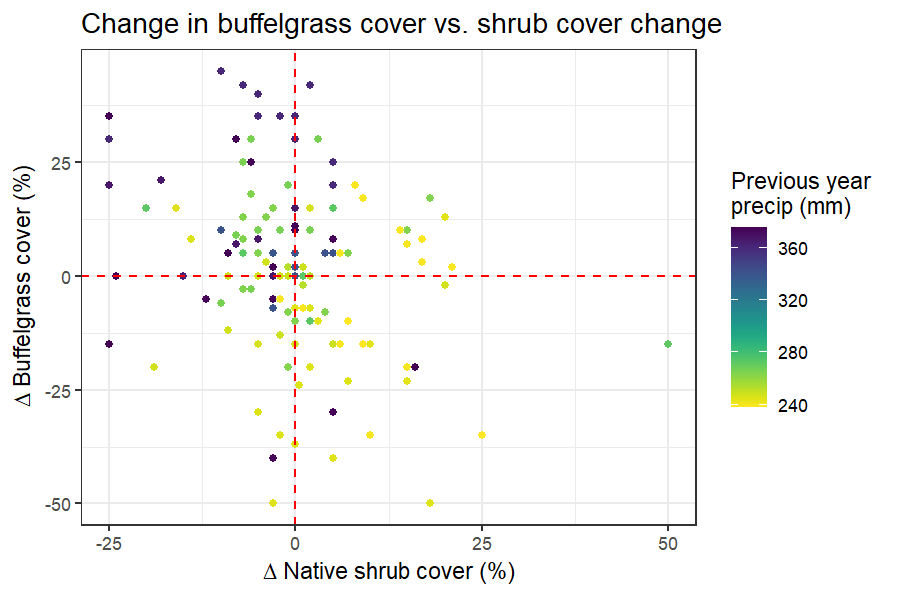 Change in buffelgrass cover vs. shrub cover change
Δ Buffelgrass cover (%)
25
0
-25
-50
-25
0
25
50
Δ Native shrub cover (%)
Previous year
precip (mm)
360
320
280
240